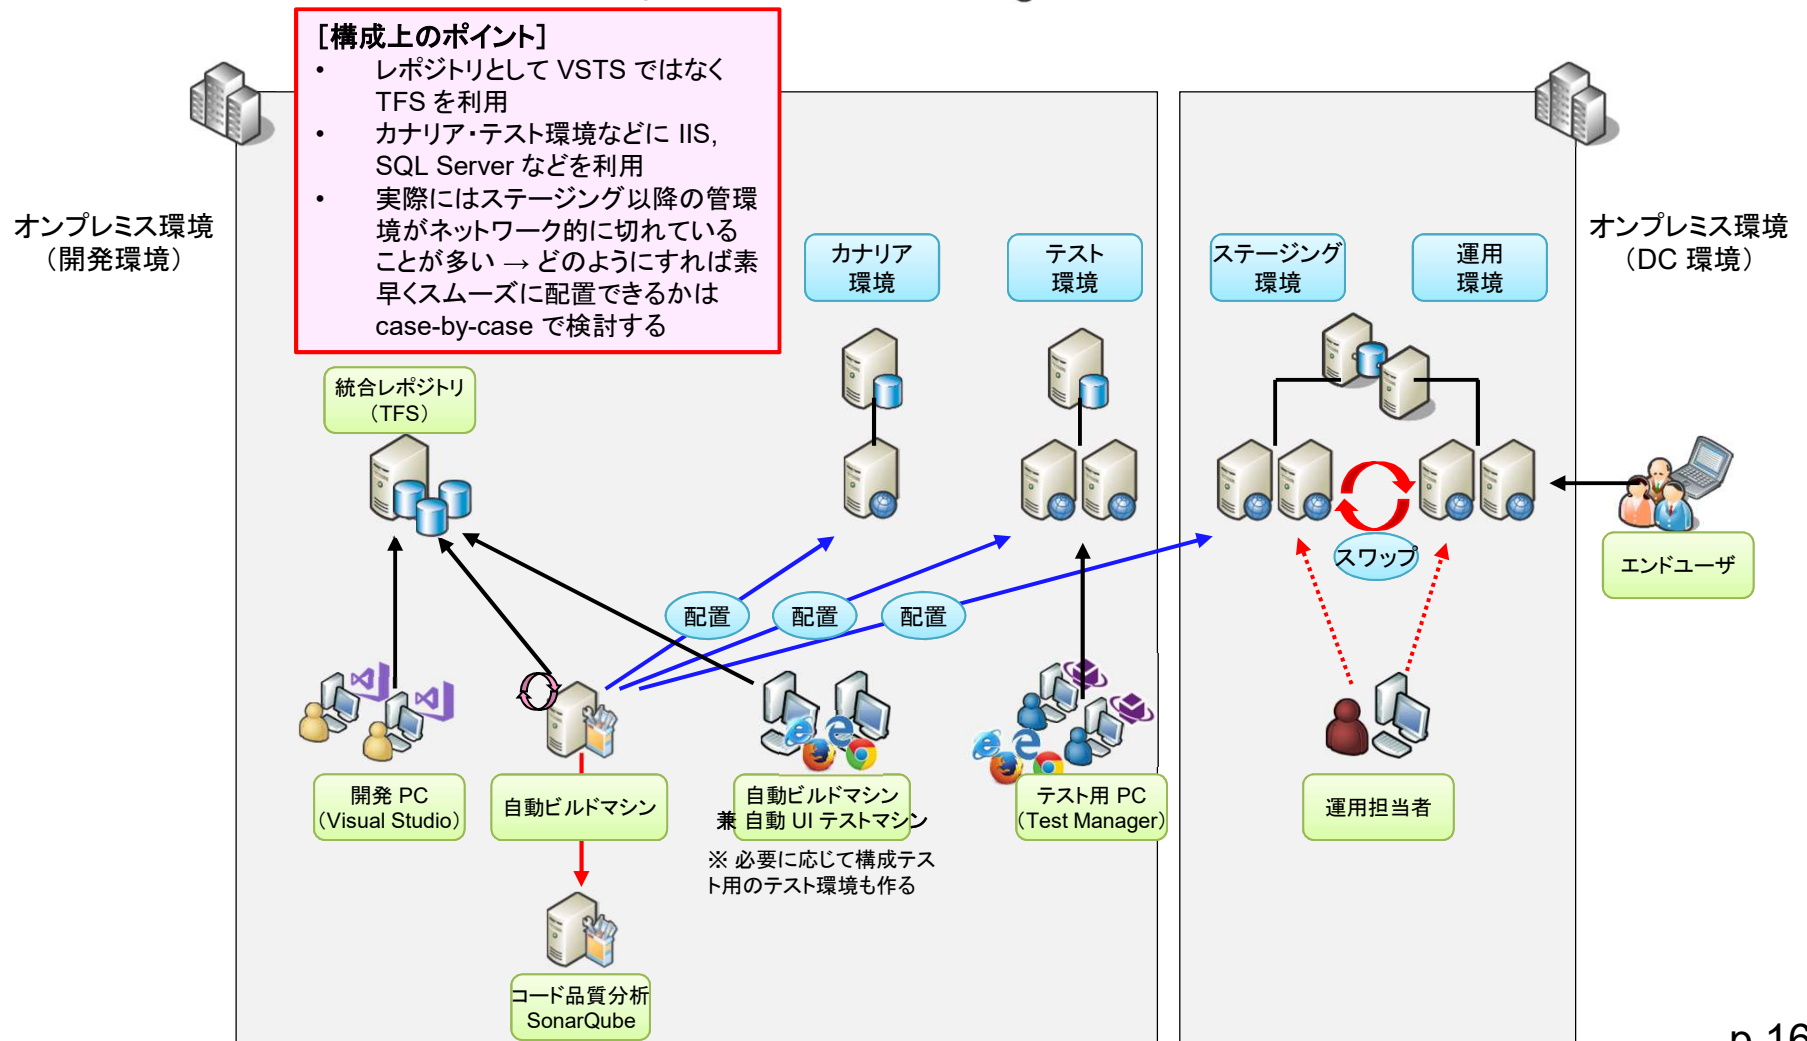 ［構成上のポイント］
• レポジトリとして VSTS ではなく
TFS を利用
• カナリア・テスト環境などに IIS,
SQL Server などを利用
• 実際にはステージング以降の管環
境がネットワーク的に切れている
ことが多い → どのようにすれば素
早くスムーズに配置できるかは
case-by-case で検討する
オンプレミス環境
（開発環境）
オンプレミス環境
（DC 環境）
カナリア
環境
テスト
環境
ステージング
環境
運用
環境
統合レポジトリ
（TFS）
スワップ
エンドユーザ
配置
配置
配置
開発 PC
（Visual Studio）
自動ビルドマシン
自動ビルドマシン
兼 自動 UI テストマシン
※ 必要に応じて構成テス
ト用のテスト環境も作る
テスト用 PC
（Test Manager）
運用担当者
コード品質分析
SonarQube
p.16